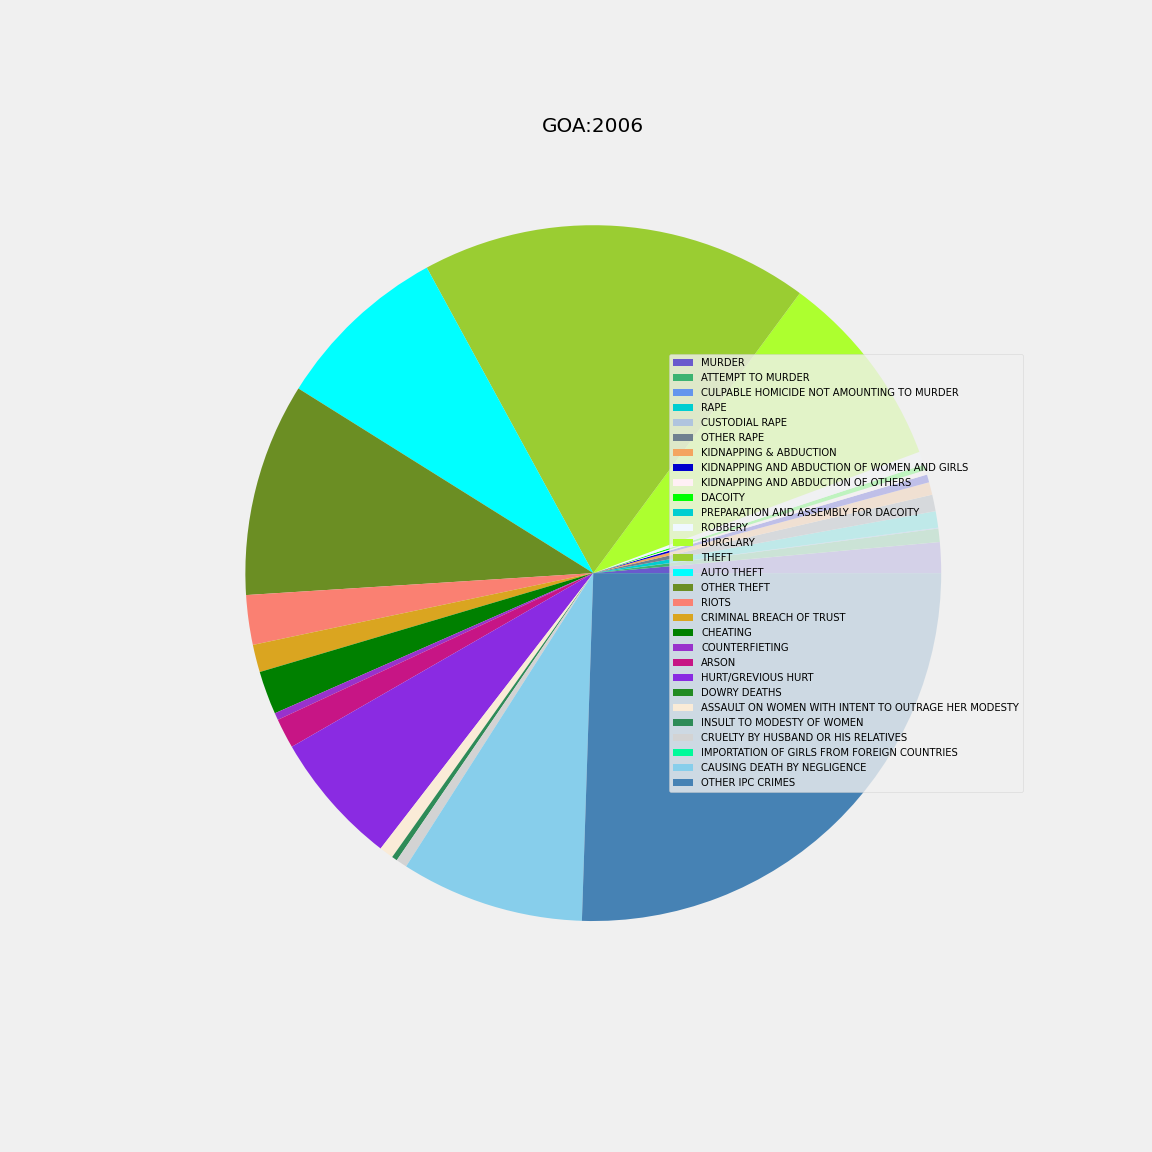 GOA:2006
MURDER
ATTEMPT TO MURDER
CULPABLE HOMICIDE NOT AMOUNTING TO MURDER
RAPE
CUSTODIAL RAPE
OTHER RAPE
KIDNAPPING & ABDUCTION
KIDNAPPING AND ABDUCTION OF WOMEN AND GIRLS
KIDNAPPING AND ABDUCTION OF OTHERS
DACOITY
PREPARATION AND ASSEMBLY FOR DACOITY
ROBBERY
BURGLARY
THEFT
AUTO THEFT
OTHER THEFT
RIOTS
CRIMINAL BREACH OF TRUST
CHEATING
COUNTERFIETING
ARSON
HURT/GREVIOUS HURT
DOWRY DEATHS
ASSAULT ON WOMEN WITH INTENT TO OUTRAGE HER MODESTY
INSULT TO MODESTY OF WOMEN
CRUELTY BY HUSBAND OR HIS RELATIVES
IMPORTATION OF GIRLS FROM FOREIGN COUNTRIES
CAUSING DEATH BY NEGLIGENCE
OTHER IPC CRIMES